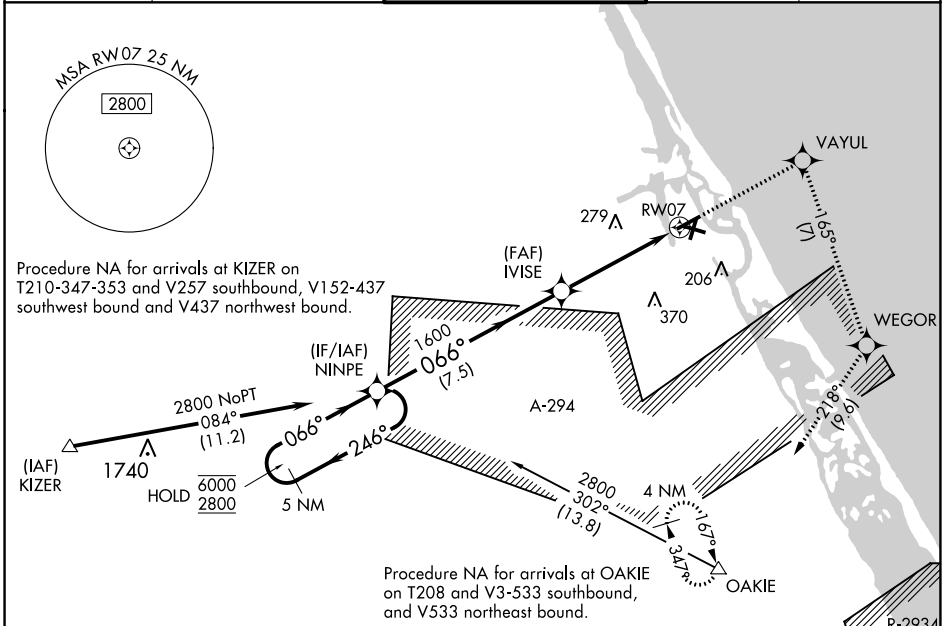 MSA RW07 25 NM
2800
Procedure NA for arrivals at KIZER on
T210-347-353 and V257 southbound, V152-437
southwest bound and V437 northwest bound.
VAYUL
165°
(7)
279
RW07
(FAF)
IVISE
206
370
WEGOR
218°
(9.6)
(IF/IAF)
NINPE
1600
066°
(7.5)
A-294
2800 NoPT
084°
(11.2)
(IAF)
KIZER
1740
066°
246°
HOLD
6000
2800
5 NM
2800
302°
(13.8)
4 NM
167°
347°
OAKIE
Procedure NA for arrivals at OAKIE
on T208 and V3-533 southbound,
and V533 northeast bound.
R-2934